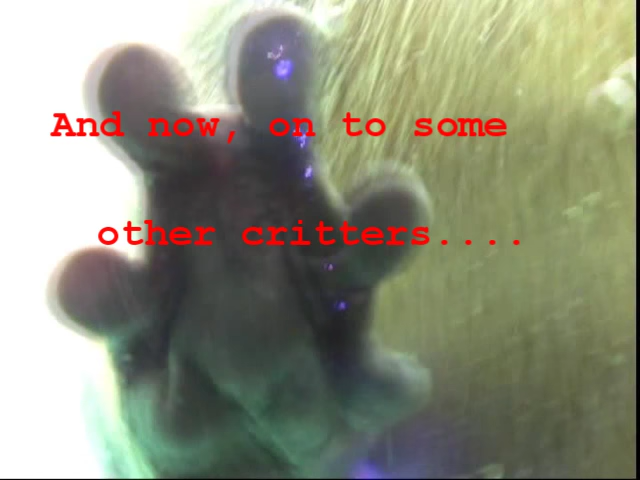 And now, on to some
other critters....